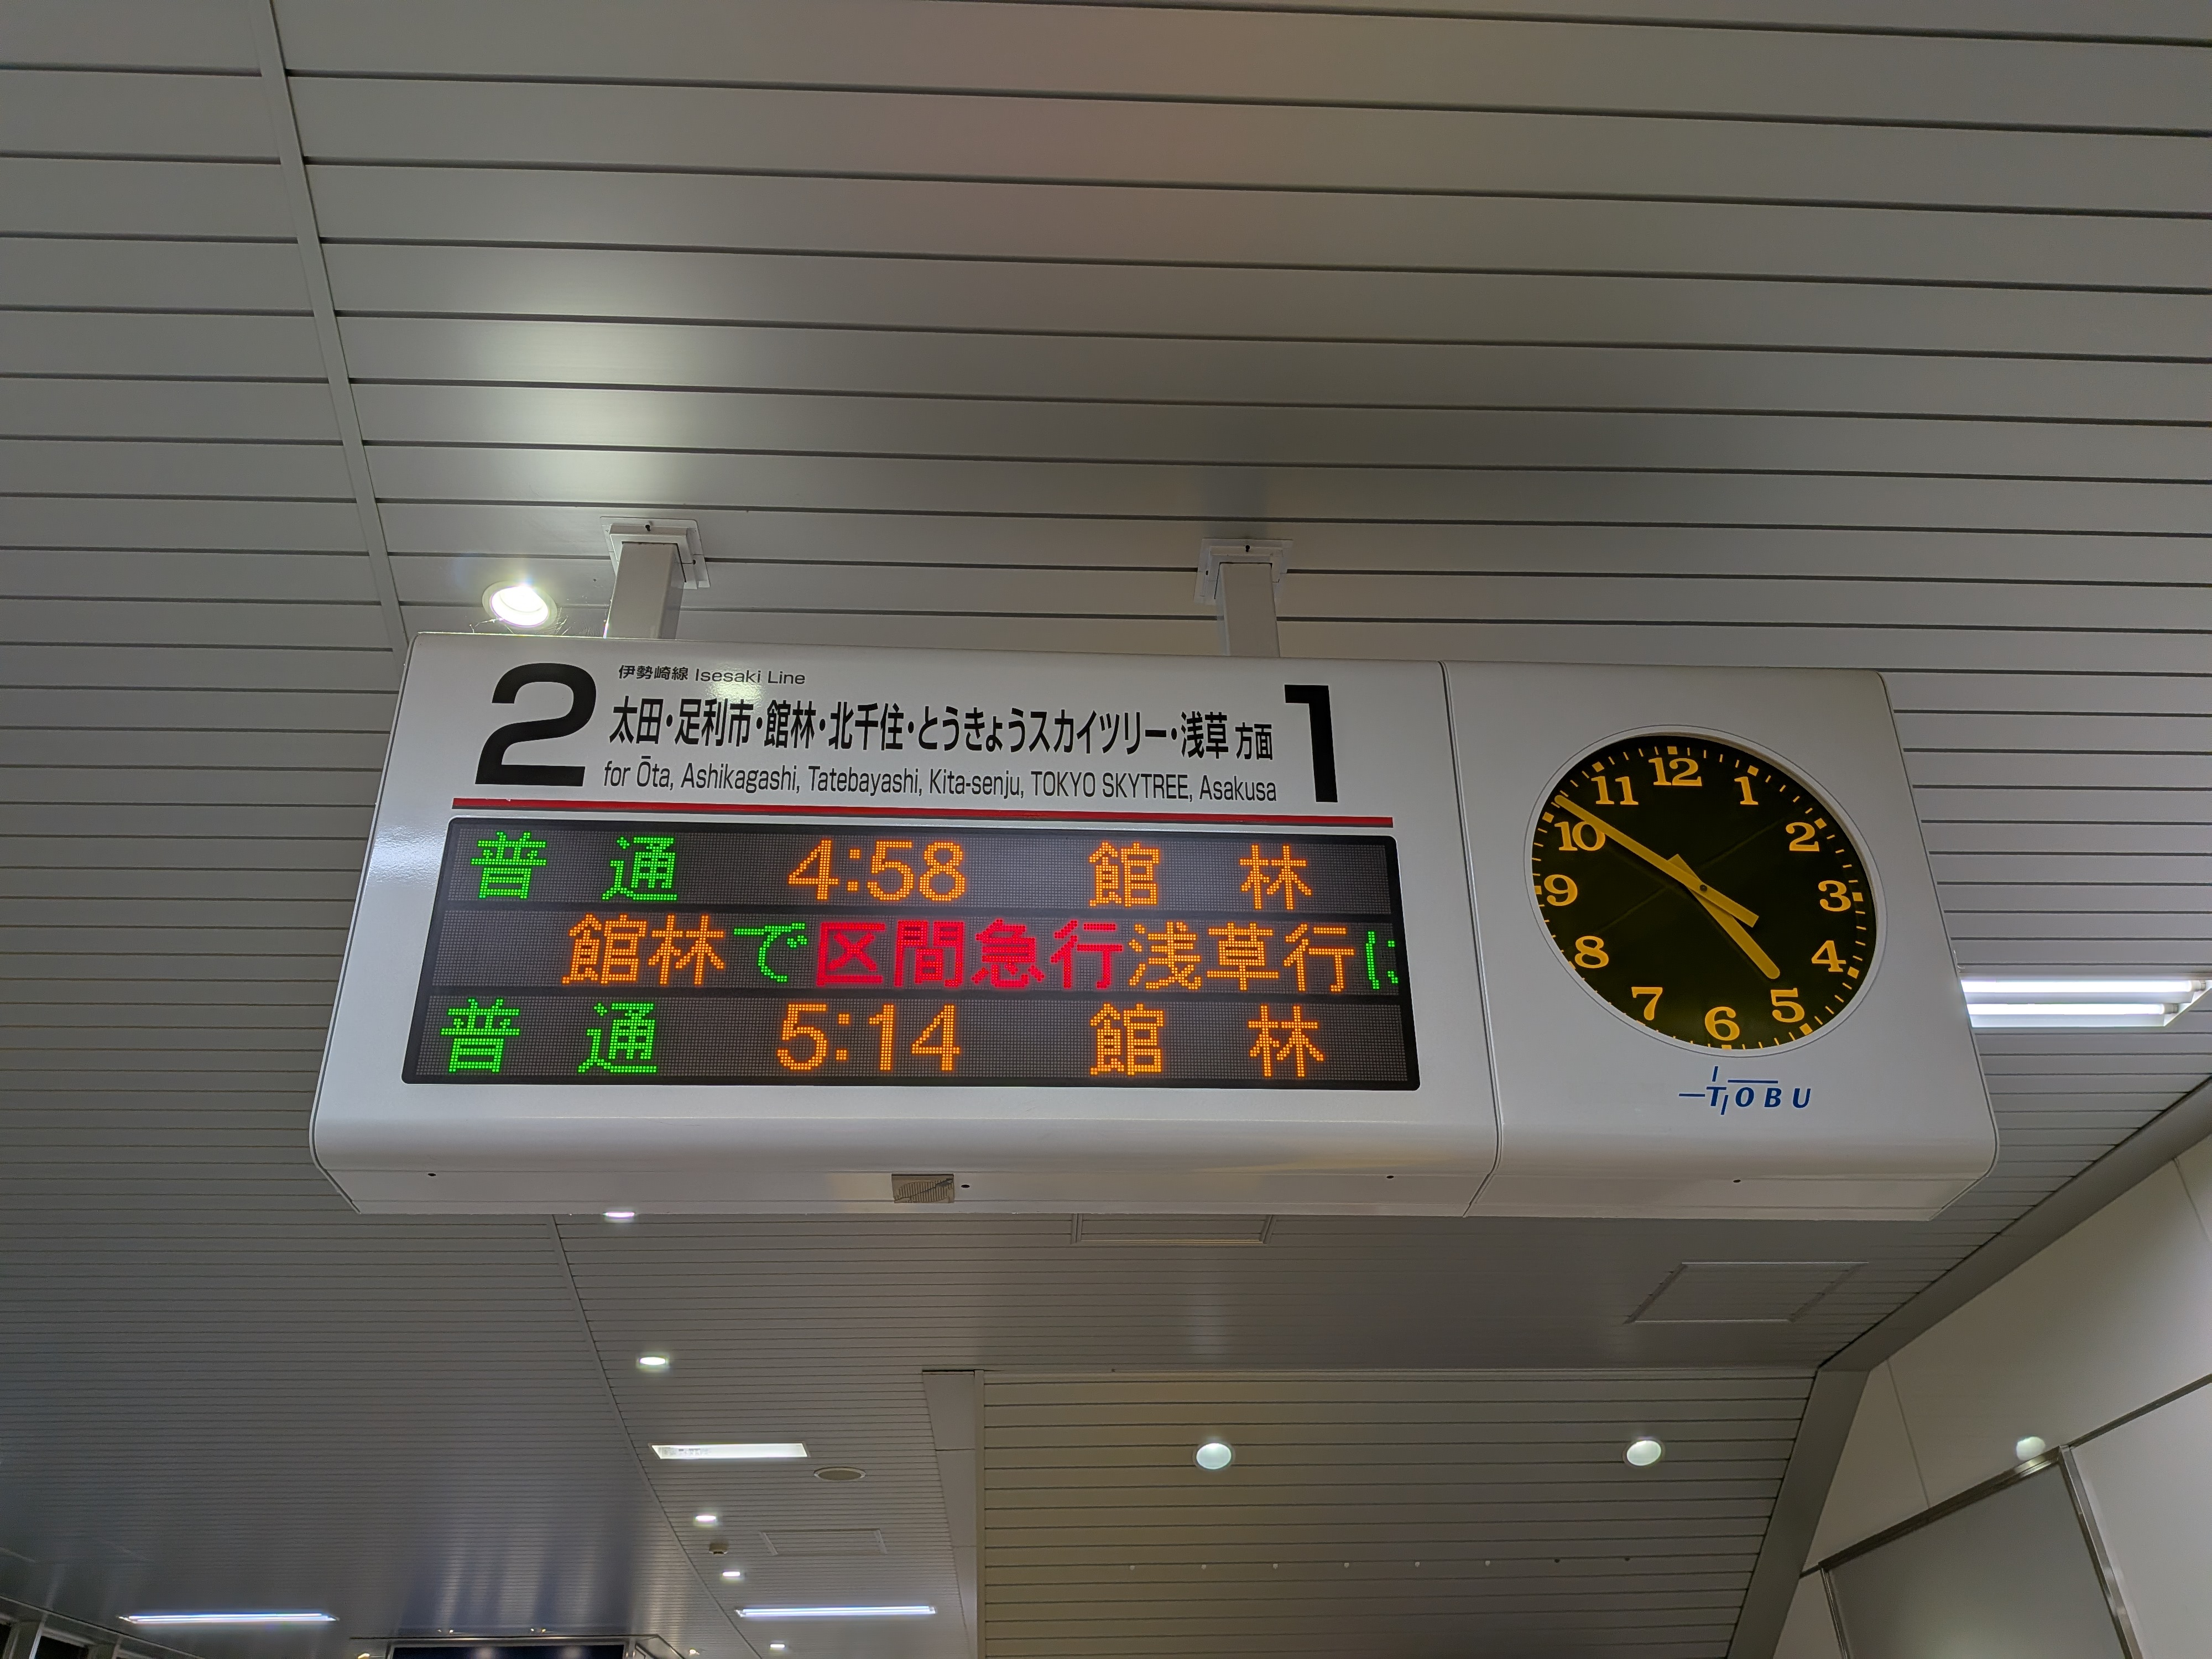 伊勢崎線 Isesaki Line
2 太田・足利市・館林・北千住・とうきょうスカイツリー・浅草 方面 1
for Ōta, Ashikagashi, Tatebayashi, Kita-senju, TOKYO SKYTREE, Asakusa
普通 4:58 館林
館林で区間急行浅草行に
普通 5:14 館林
12
11 1
10 2
9 3
8 4
7 5
6
TOBU